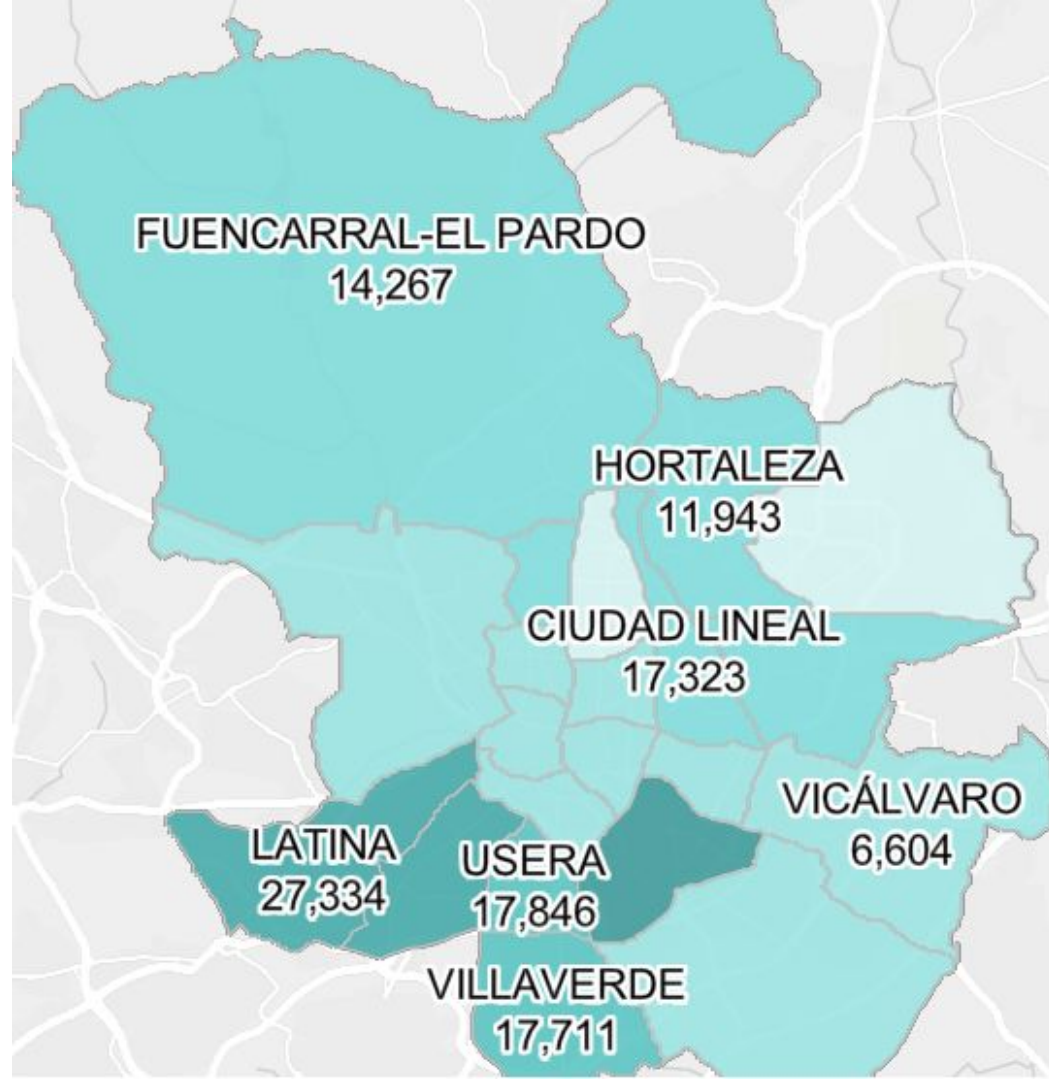 FUENCARRAL-EL PARDO
14,267
HORTALEZA
11,943
CIUDAD LINEAL
17,323
VICÁLVARO
6,604
LATINA
27,334
USERA
17,846
VILLAVERDE
17,711